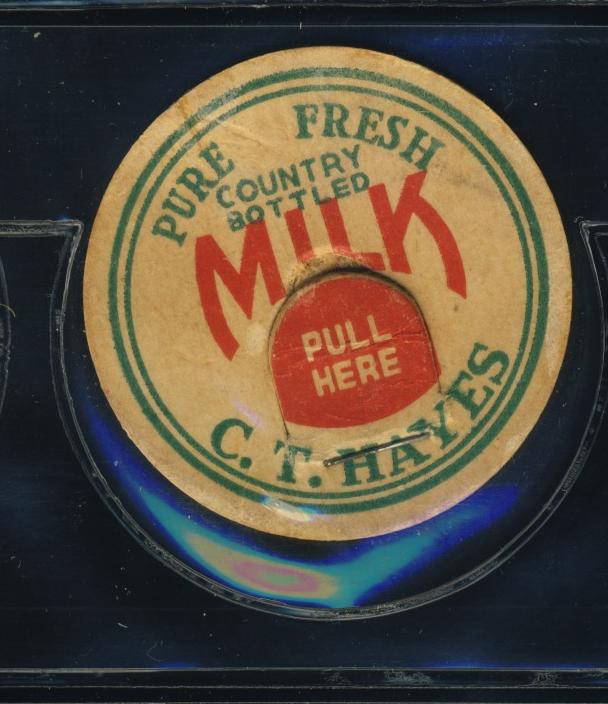 PURE FRESH
COUNTRY
BOTTLED
MILK
PULL
HERE
C. T. HAYES